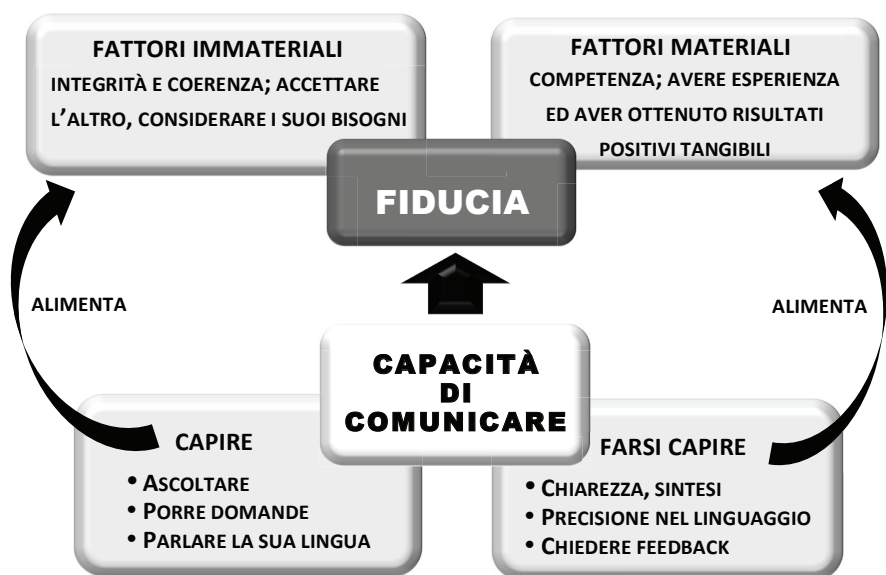 FATTORI IMMATERIALI
INTEGRITÀ E COERENZA; ACCETTARE
L’ALTRO, CONSIDERARE I SUOI BISOGNI
FATTORI MATERIALI
COMPETENZA; AVERE ESPERIENZA
ED AVER OTTENUTO RISULTATI
POSITIVI TANGIBILI
FIDUCIA
ALIMENTA
ALIMENTA
CAPACITÀ
DI
COMUNICARE
CAPIRE
• ASCOLTARE
• PORRE DOMANDE
• PARLARE LA SUA LINGUA
FARSI CAPIRE
• CHIAREZZA, SINTESI
• PRECISIONE NEL LINGUAGGIO
• CHIEDERE FEEDBACK